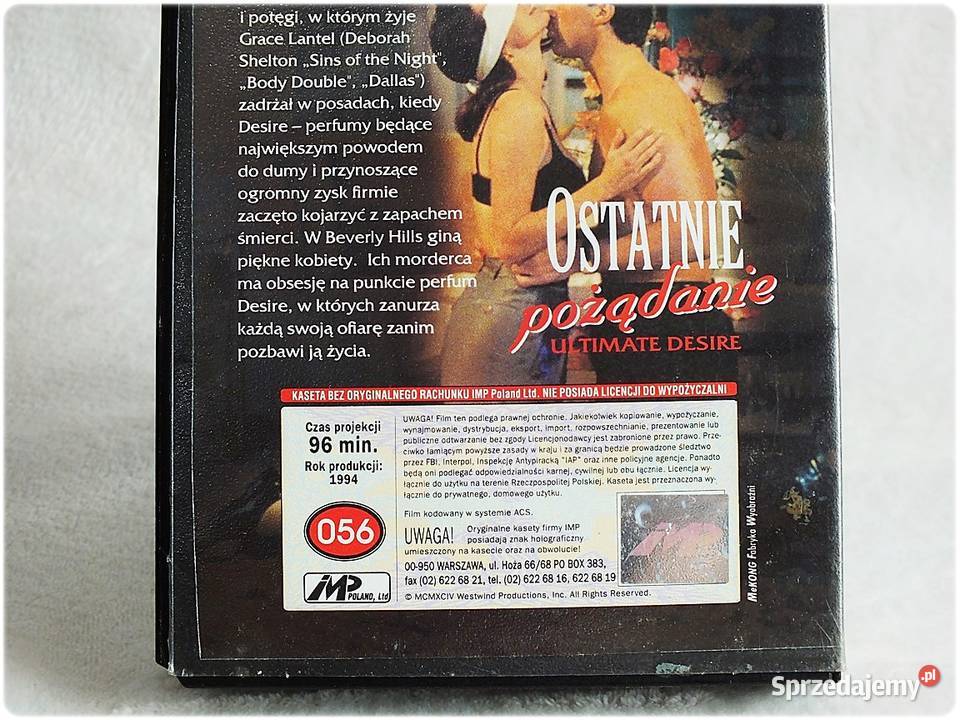 i potęgi, w którym żyje
Grace Lantel (Deborah
Shelton „Sins of the Night",
„Body Double", „Dallas")
zadrżał w posadach, kiedy
Desire – perfumy będące
największym powodem
do dumy i przynoszące
ogromny zysk firmie
zaczęto kojarzyć z zapachem
śmierci. W Beverly Hills giną
piękne kobiety. Ich morderca
ma obsesję na punkcie perfum
Desire, w których zanurza
każdą swoją ofiarę zanim
pozbawi ją życia.
OSTATNIE
pożądanie
ULTIMATE DESIRE
KASETA BEZ ORYGINALNEGO RACHUNKU IMP Poland Ltd. NIE POSIADA LICENCJI DO WYPOŻYCZALNI
Czas projekcji
96 min.
Rok produkcji:
1994
056
IMP
POLAND, Ltd
UWAGA! Film ten podlega prawnej ochronie. Jakiekolwiek kopiowanie, wypożyczanie,
wynajmowanie, dystrybucja, eksport, import, rozpowszechnianie, prezentowanie lub
publiczne odtwarzanie bez zgody Licencjonodawcy jest zabronione przez prawo. Prze-
ciwko łamiącym powyższe zasady w kraju i za granicą będzie prowadzone śledztwo
przez FBI, Interpol, Inspekcję Antypiracką "IAP" oraz inne policyjne agencje. Ponadto
będą oni podlegać odpowiedzialności karnej, cywilnej lub obu łącznie. Licencja wy-
łącznie do użytku na terenie Rzeczpospolitej Polskiej. Kaseta jest przeznaczona wy-
łącznie do prywatnego, domowego użytku.
Film kodowany w systemie ACS.
UWAGA! Oryginalne kasety firmy IMP
posiadają znak holograficzny
umieszczony na kasecie oraz na obwolucie!
00-950 WARSZAWA, ul. Hoża 66/68 PO BOX 383,
fax (02) 622 68 21, tel. (02) 622 68 16, 622 68 19
© MCMXCIV Westwind Productions, Inc. All Rights Reserved.
MeKONG Fabryka Wyobraźni
Sprzedajemy.pl